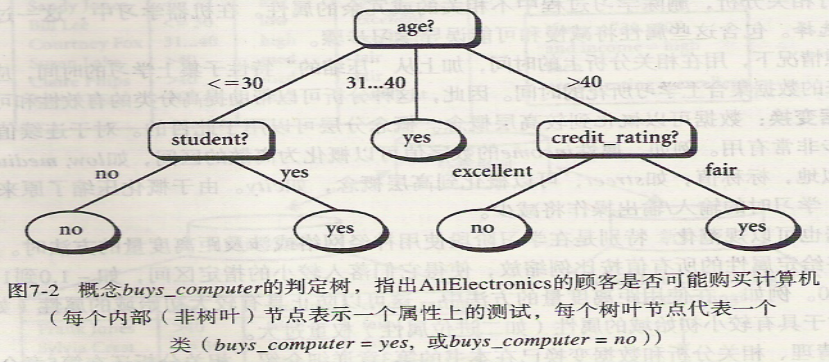 age?
<=30
31...40
>40
student?
yes
credit_rating?
no
yes
excellent
fair
no
yes
no
yes
图7-2 概念buys_computer的判定树，指出AllElectronics的顾客是否可能购买计算机
（每个内部（非树叶）节点表示一个属性上的测试，每个树叶节点代表一个
类（buys_computer = yes, 或buys_computer = no））